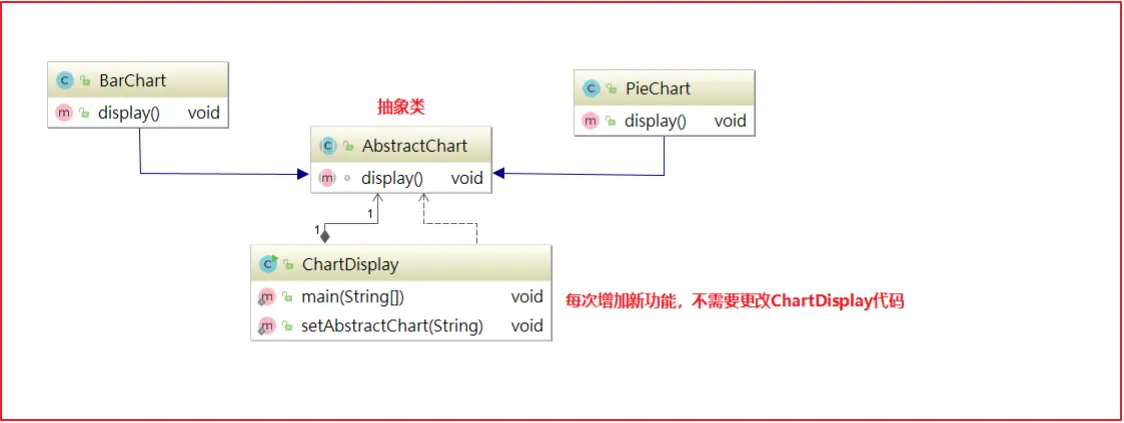 BarChart
display() void
PieChart
display() void
抽象类
AbstractChart
display() void
1
1
ChartDisplay
main(String[]) void
setAbstractChart(String) void
每次增加新功能，不需要更改ChartDisplay代码